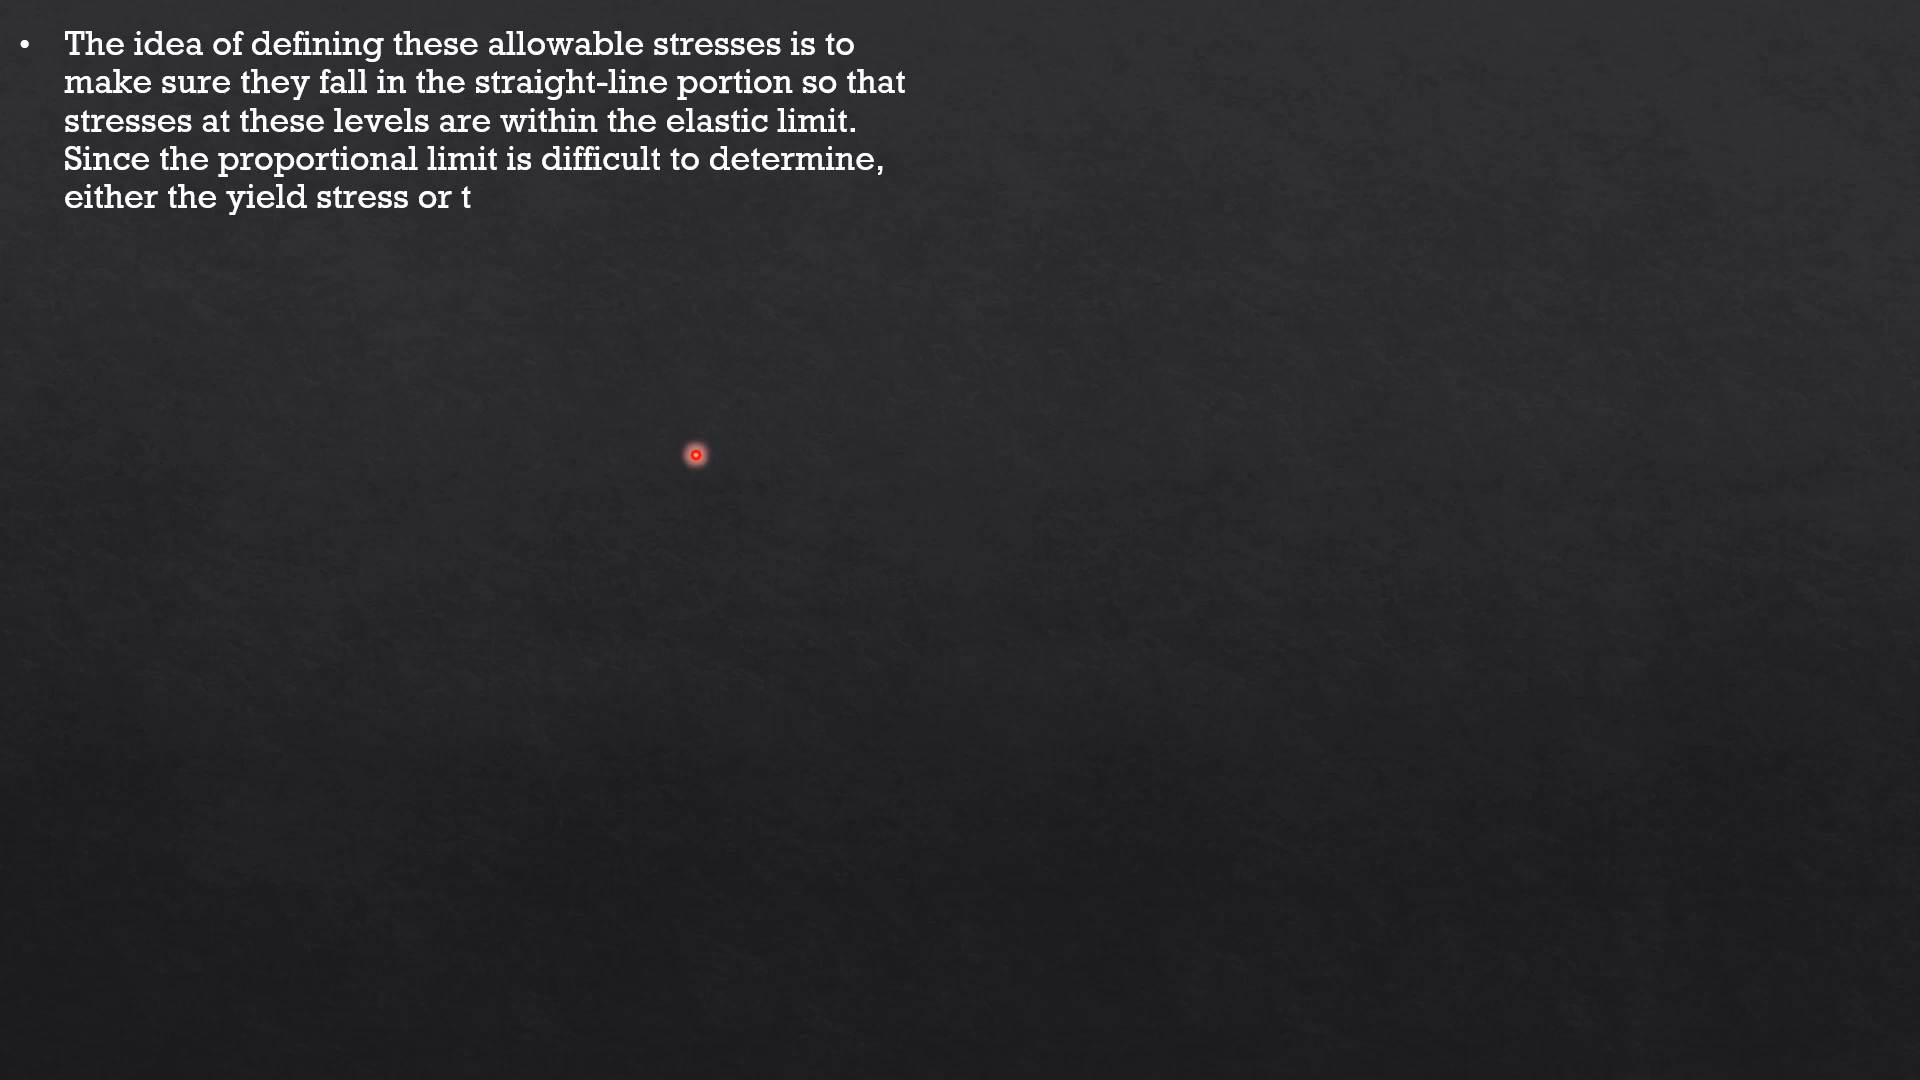 • The idea of defining these allowable stresses is to
make sure they fall in the straight-line portion so that
stresses at these levels are within the elastic limit.
Since the proportional limit is difficult to determine,
either the yield stress or t